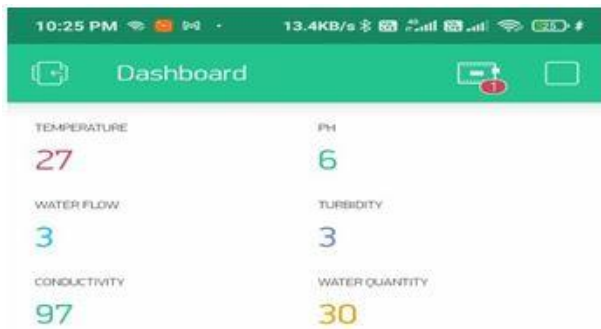 10:25 PM 13.4KB/s 25
Dashboard
1
TEMPERATURE PH
27 6
WATER FLOW TURBIDITY
3 3
CONDUCTIVITY WATER QUANTITY
97 30